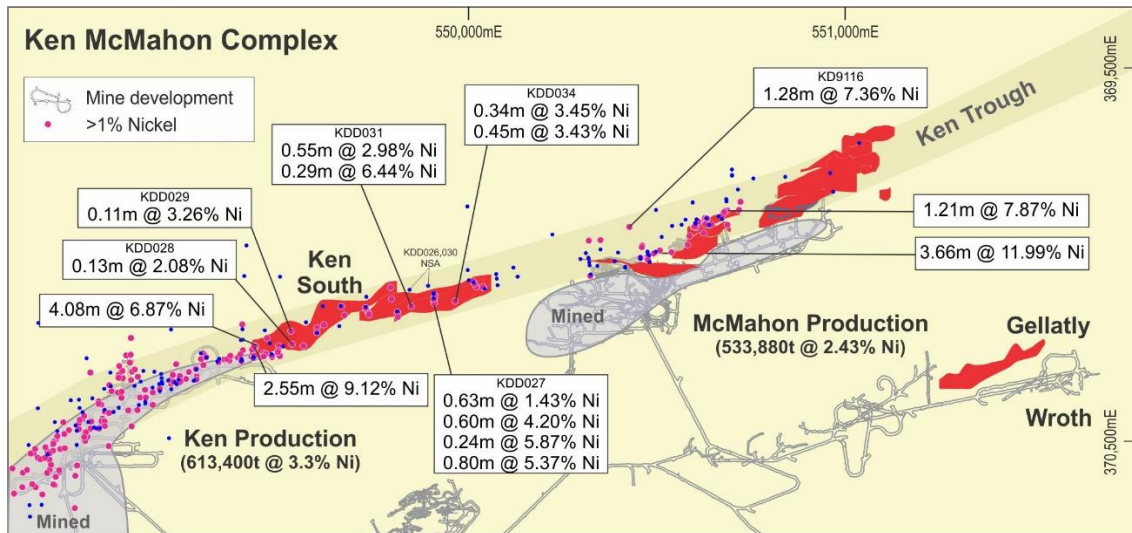 Ken McMahon Complex
Mine development
>1% Nickel
550,000mE
551,000mE
369,500mE
370,500mE
Ken Trough
KD9116
1.28m @ 7.36% Ni
KDD034
0.34m @ 3.45% Ni
0.45m @ 3.43% Ni
KDD031
0.55m @ 2.98% Ni
0.29m @ 6.44% Ni
KDD029
0.11m @ 3.26% Ni
KDD028
0.13m @ 2.08% Ni
Ken
South
KDD026,030
NSA
1.21m @ 7.87% Ni
3.66m @ 11.99% Ni
4.08m @ 6.87% Ni
2.55m @ 9.12% Ni
KDD027
0.63m @ 1.43% Ni
0.60m @ 4.20% Ni
0.24m @ 5.87% Ni
0.80m @ 5.37% Ni
Mined
McMahon Production
(533,880t @ 2.43% Ni)
Gellatly
Wroth
Ken Production
(613,400t @ 3.3% Ni)
Mined